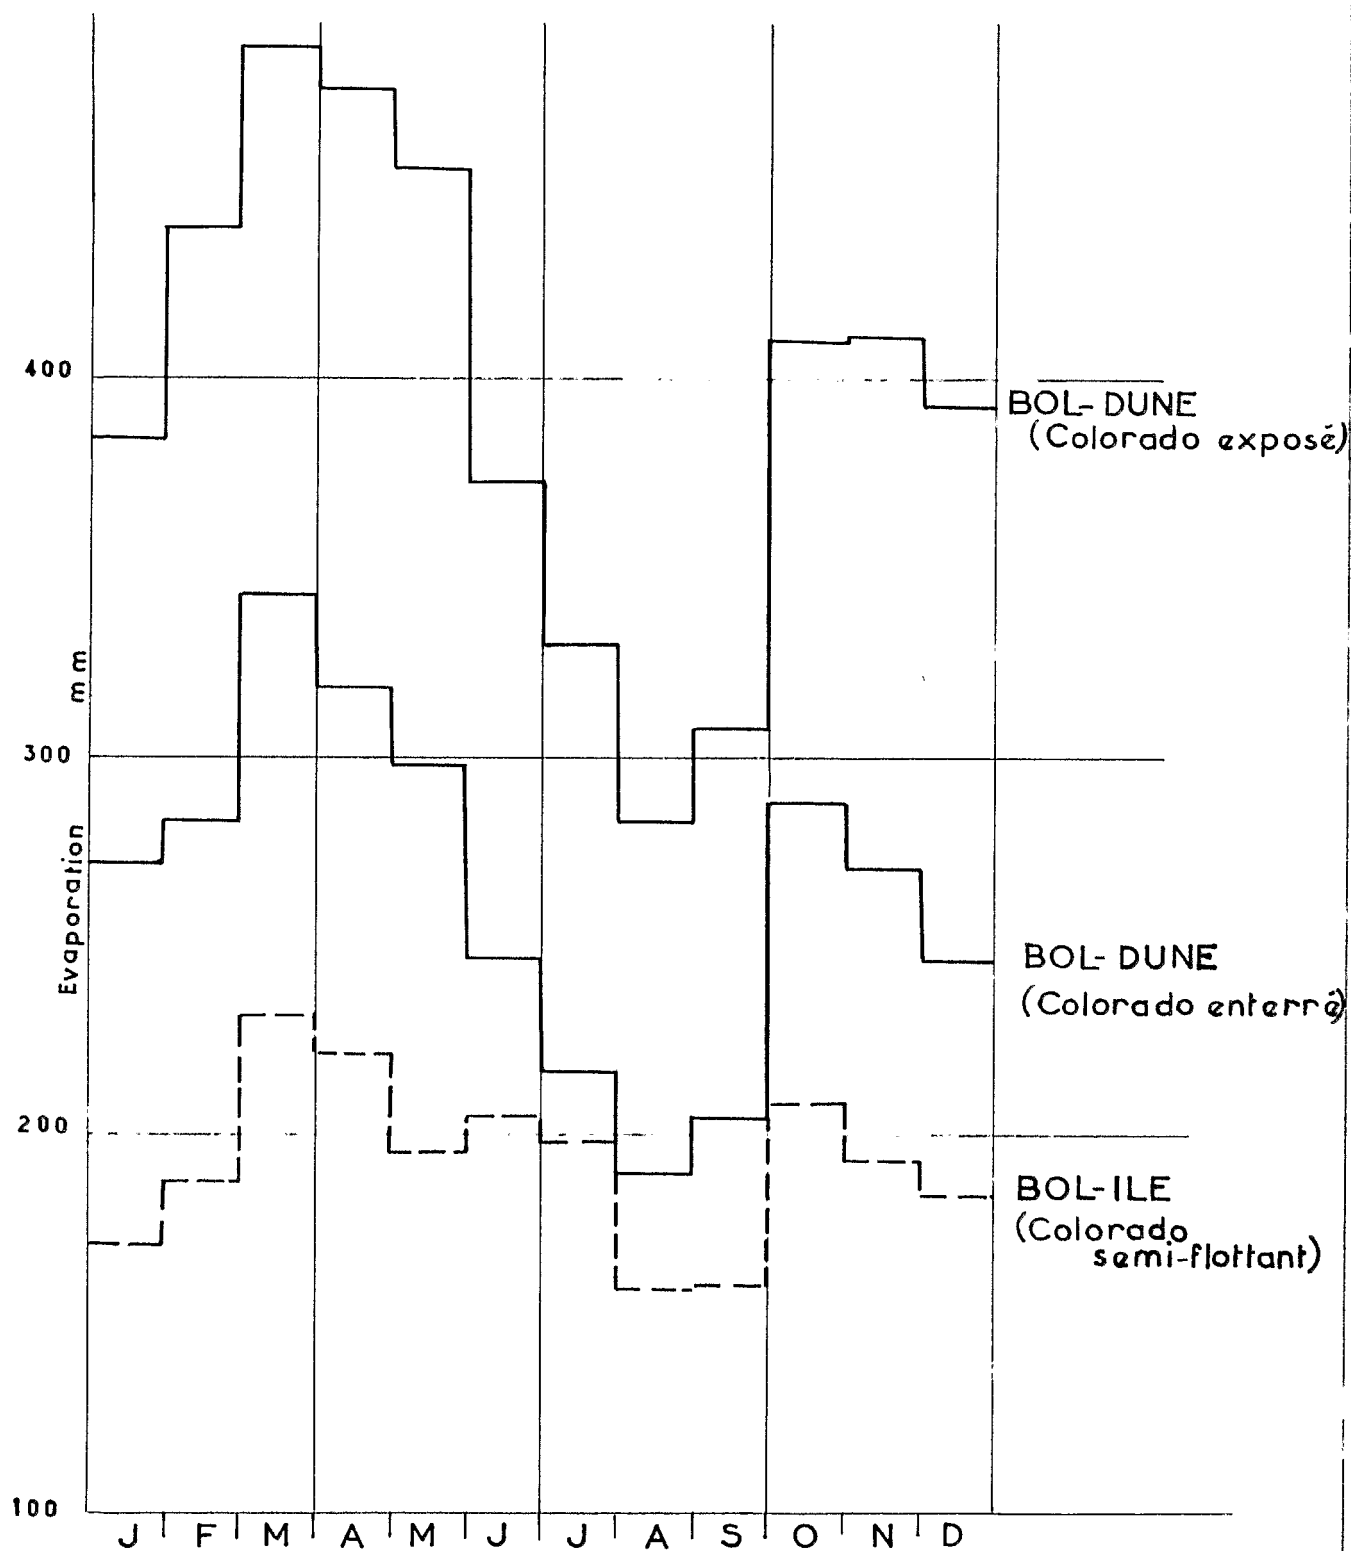 400
BOL-DUNE
(Colorado exposé)
mm
300
Evaporation
BOL-DUNE
(Colorado enterré)
200
BOL-ILE
(Colorado
semi-flottant)
100
J F M A M J J A S O N D